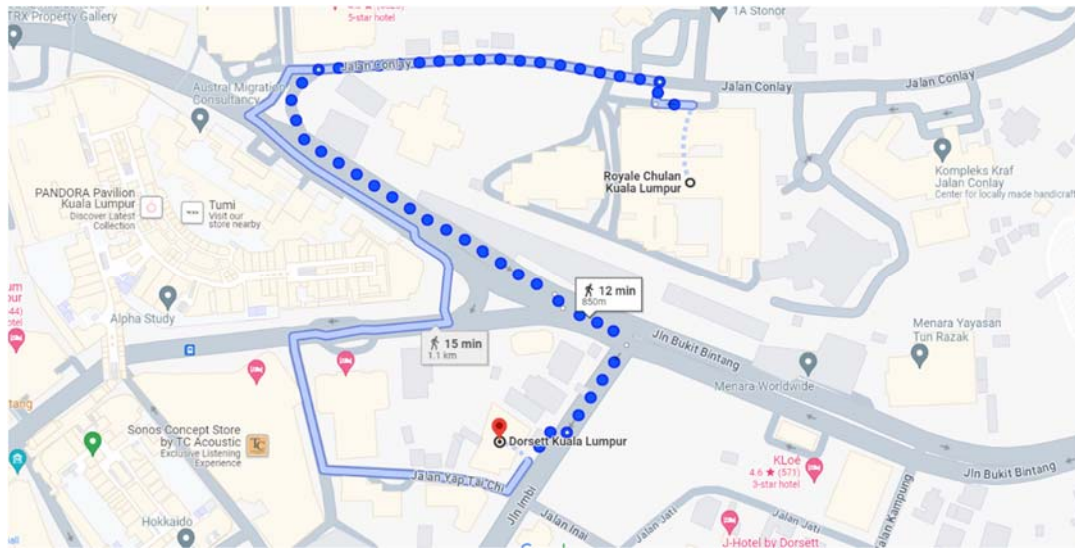 TRX Property Gallery
5-star hotel
1A Stonor
Jalan Conlay
Jalan Conlay
Jalan Conlay
Austral Migration
Consultancy
Royale Chulan
Kuala Lumpur
Kompleks Kraf
Jalan Conlay
Center for locally made handicraft
PANDORA Pavilion
Kuala Lumpur
Discover Latest
Collection
Tumi
Visit our
store nearby
12 min
850m
Alpha Study
15 min
1.1 km
Jln Bukit Bintang
Menara Yayasan
Tun Razak
Menara Worldwide
Sonos Concept Store
by TC Acoustic
Exclusive Listening
Experience
TC
Dorsett Kuala Lumpur
KLoé
4.6 ★ (571)
3-star hotel
Jln Bukit Bintang
Jalan Yap Tai Chi
Jln Imbi
Jalan Inai
Jalan Jati
Jalan Jati
Jalan Kampung
Hokkaido
J-Hotel by Dorsett